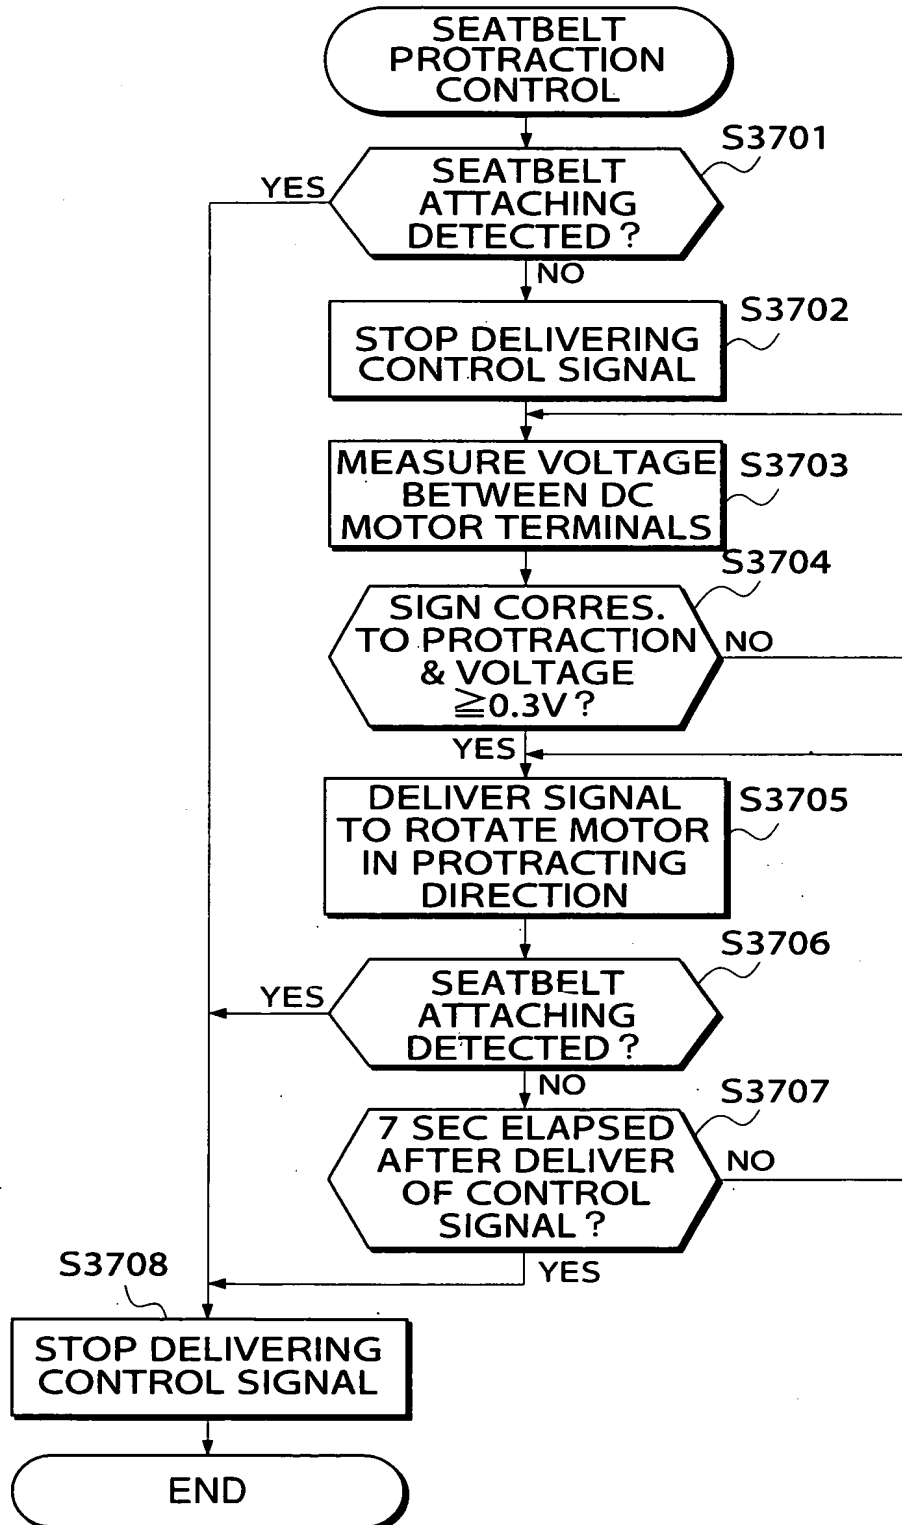 SEATBELT
PROTRACTION
CONTROL
S3701
SEATBELT
ATTACHING
DETECTED?
YES
NO
S3702
STOP DELIVERING
CONTROL SIGNAL
S3703
MEASURE VOLTAGE
BETWEEN DC
MOTOR TERMINALS
S3704
SIGN CORRES.
TO PROTRACTION
& VOLTAGE
≧0.3V?
NO
YES
S3705
DELIVER SIGNAL
TO ROTATE MOTOR
IN PROTRACTING
DIRECTION
S3706
SEATBELT
ATTACHING
DETECTED?
YES
NO
S3707
7 SEC ELAPSED
AFTER DELIVER
OF CONTROL
SIGNAL?
NO
YES
S3708
STOP DELIVERING
CONTROL SIGNAL
END